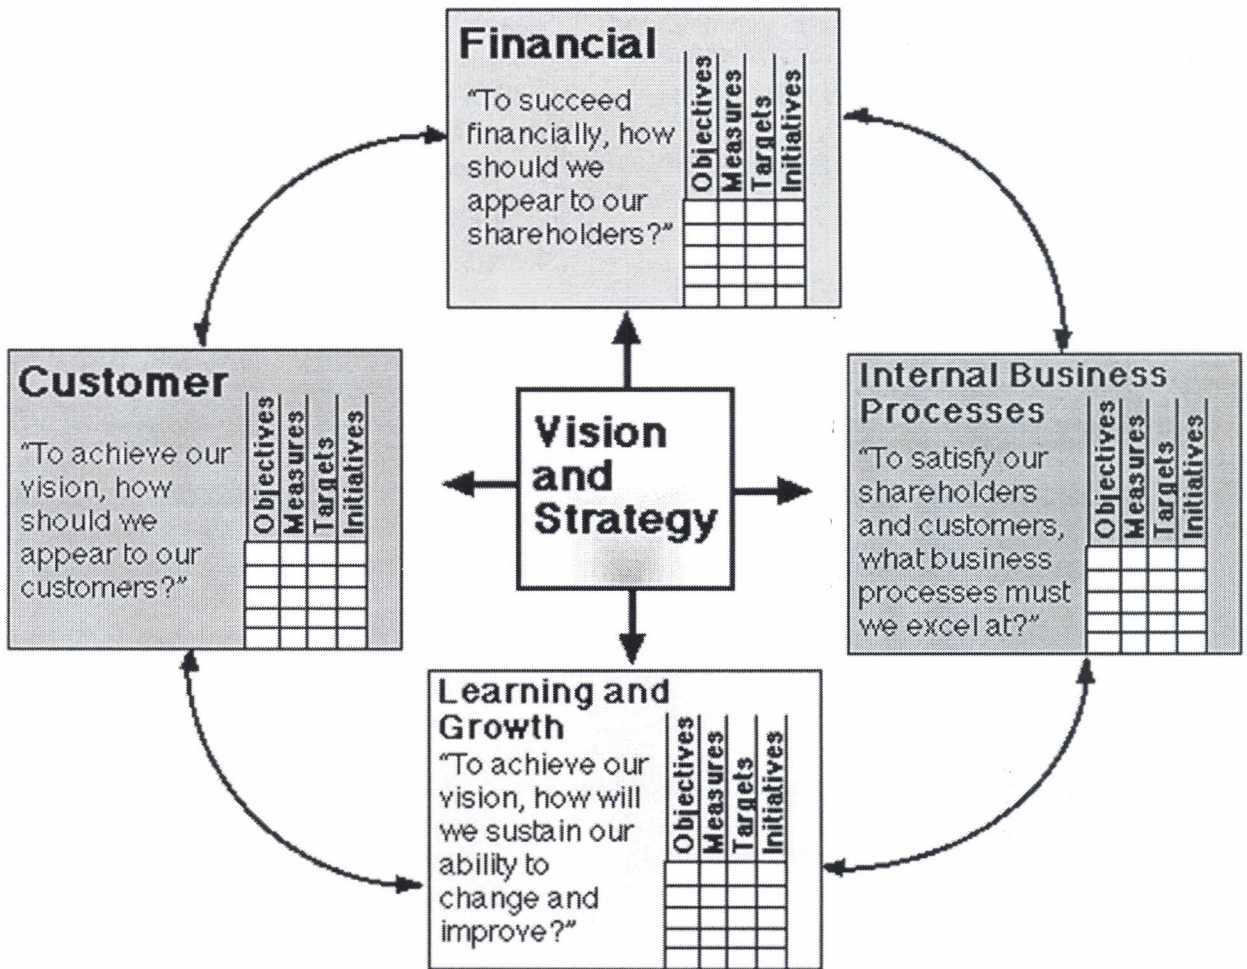 Financial
"To succeed
financially, how
should we
appear to our
shareholders?"
Objectives
Measures
Targets
Initiatives
Customer
"To achieve our
vision, how
should we
appear to our
customers?"
Objectives
Measures
Targets
Initiatives
Vision
and
Strategy
Internal Business
Processes
"To satisfy our
shareholders
and customers,
what business
processes must
we excel at?"
Objectives
Measures
Targets
Initiatives
Learning and
Growth
"To achieve our
vision, how will
we sustain our
ability to
change and
improve?"
Objectives
Measures
Targets
Initiatives